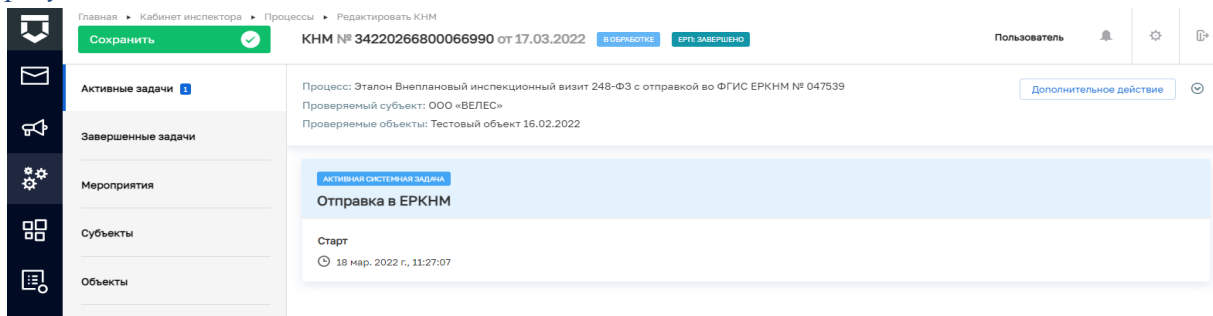 Главная ▸ Кабинет инспектора ▸ Процессы ▸ Редактировать КНМ
Сохранить
КНМ № 34220266800066990 от 17.03.2022 В ОБРАБОТКЕ ЕРП: ЗАВЕРШЕНО
Пользователь
Активные задачи 1
Завершенные задачи
Мероприятия
Субъекты
Объекты
Процесс: Эталон Внеплановый инспекционный визит 248-ФЗ с отправкой во ФГИС ЕРКНМ № 047539
Проверяемый субъект: ООО «ВЕЛЕС»
Проверяемые объекты: Тестовый объект 16.02.2022
Дополнительное действие
АКТИВНАЯ СИСТЕМНАЯ ЗАДАЧА
Отправка в ЕРКНМ
Старт
18 мар. 2022 г., 11:27:07